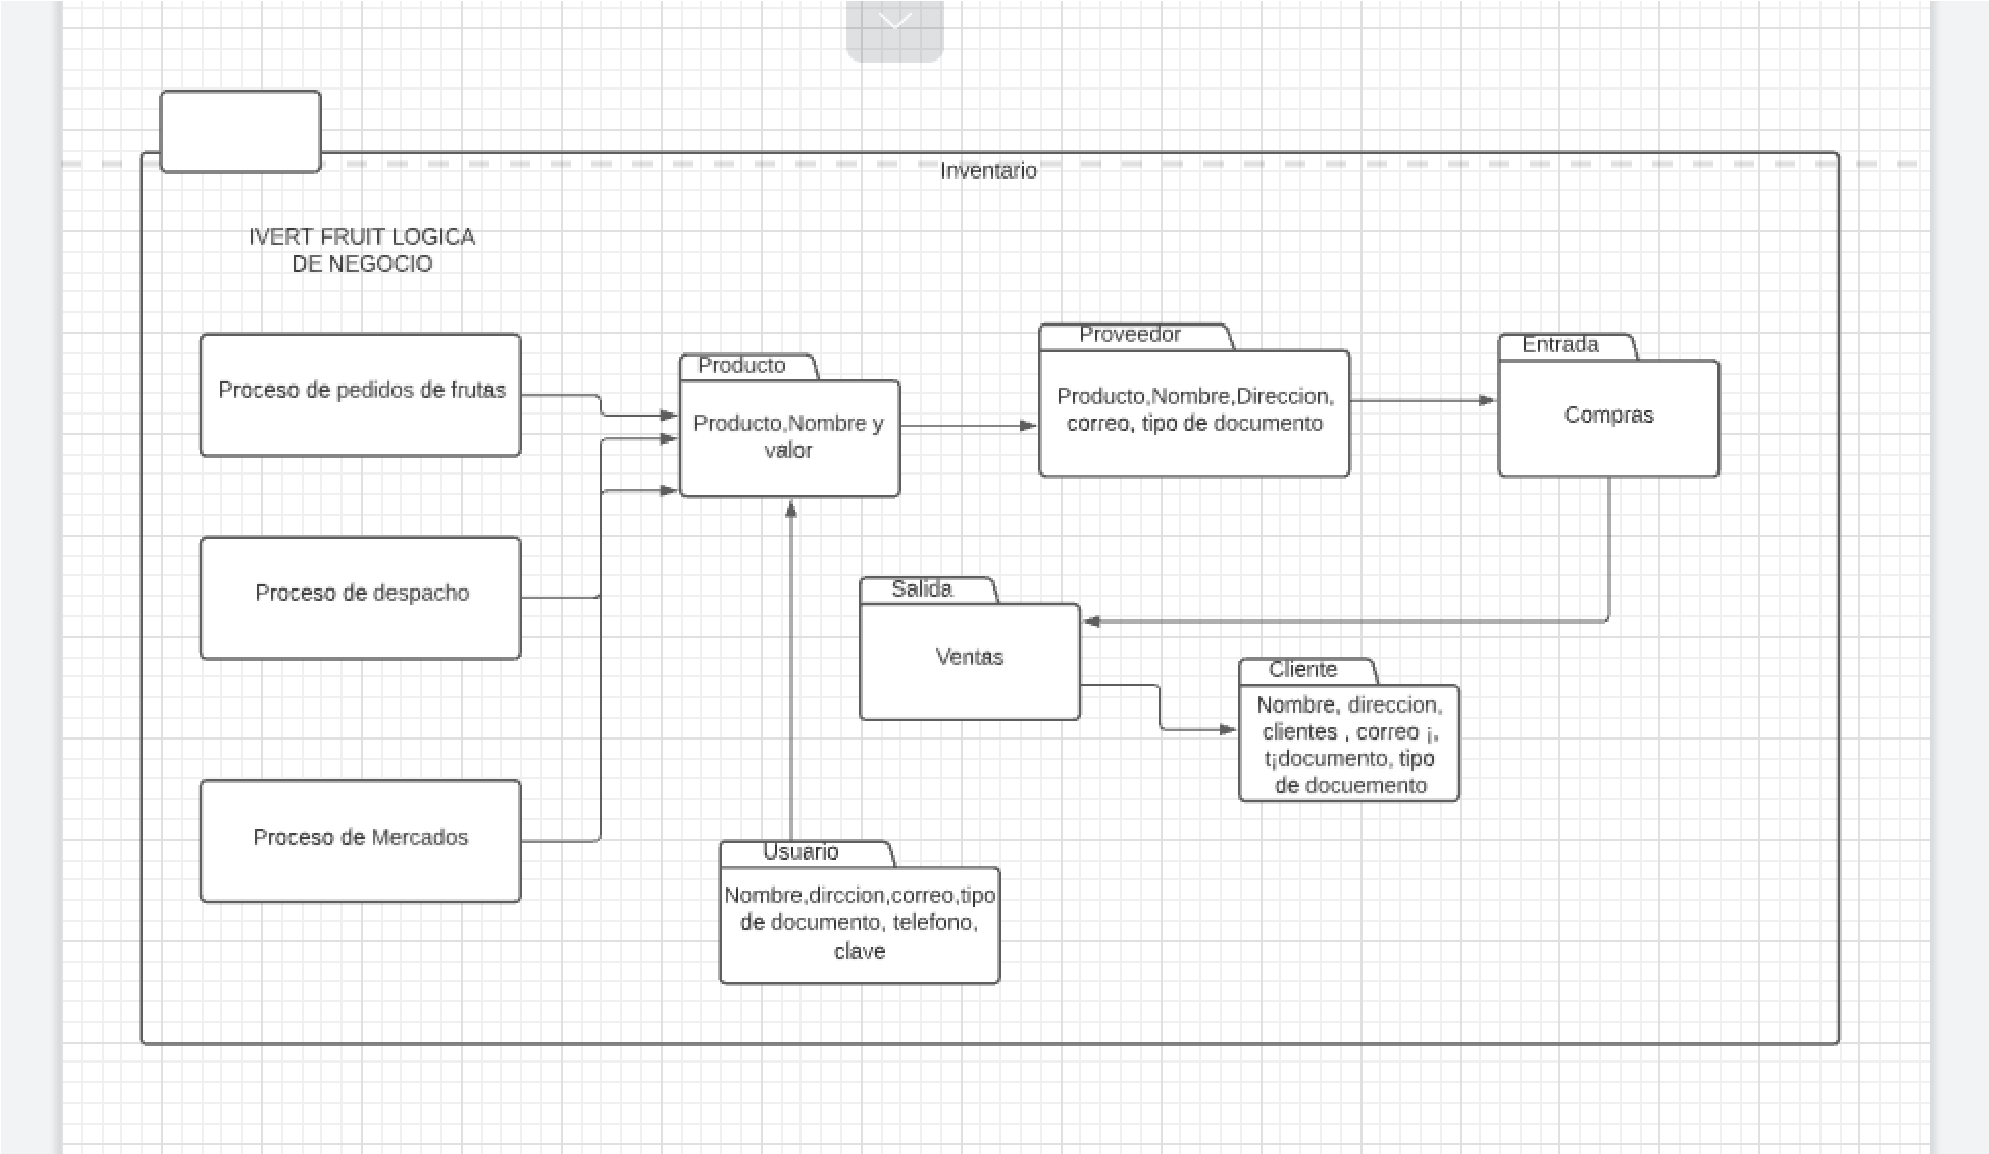 Inventario
IVERT FRUIT LOGICA
DE NEGOCIO
Proceso de pedidos de frutas
Proceso de despacho
Proceso de Mercados
Producto
Producto,Nombre y
valor
Proveedor
Producto,Nombre,Direccion,
correo, tipo de documento
Entrada
Compras
Salida
Ventas
Cliente
Nombre, direccion,
clientes , correo ¡,
t¡documento, tipo
de docuemento
Usuario
Nombre,dirccion,correo,tipo
de documento, telefono,
clave